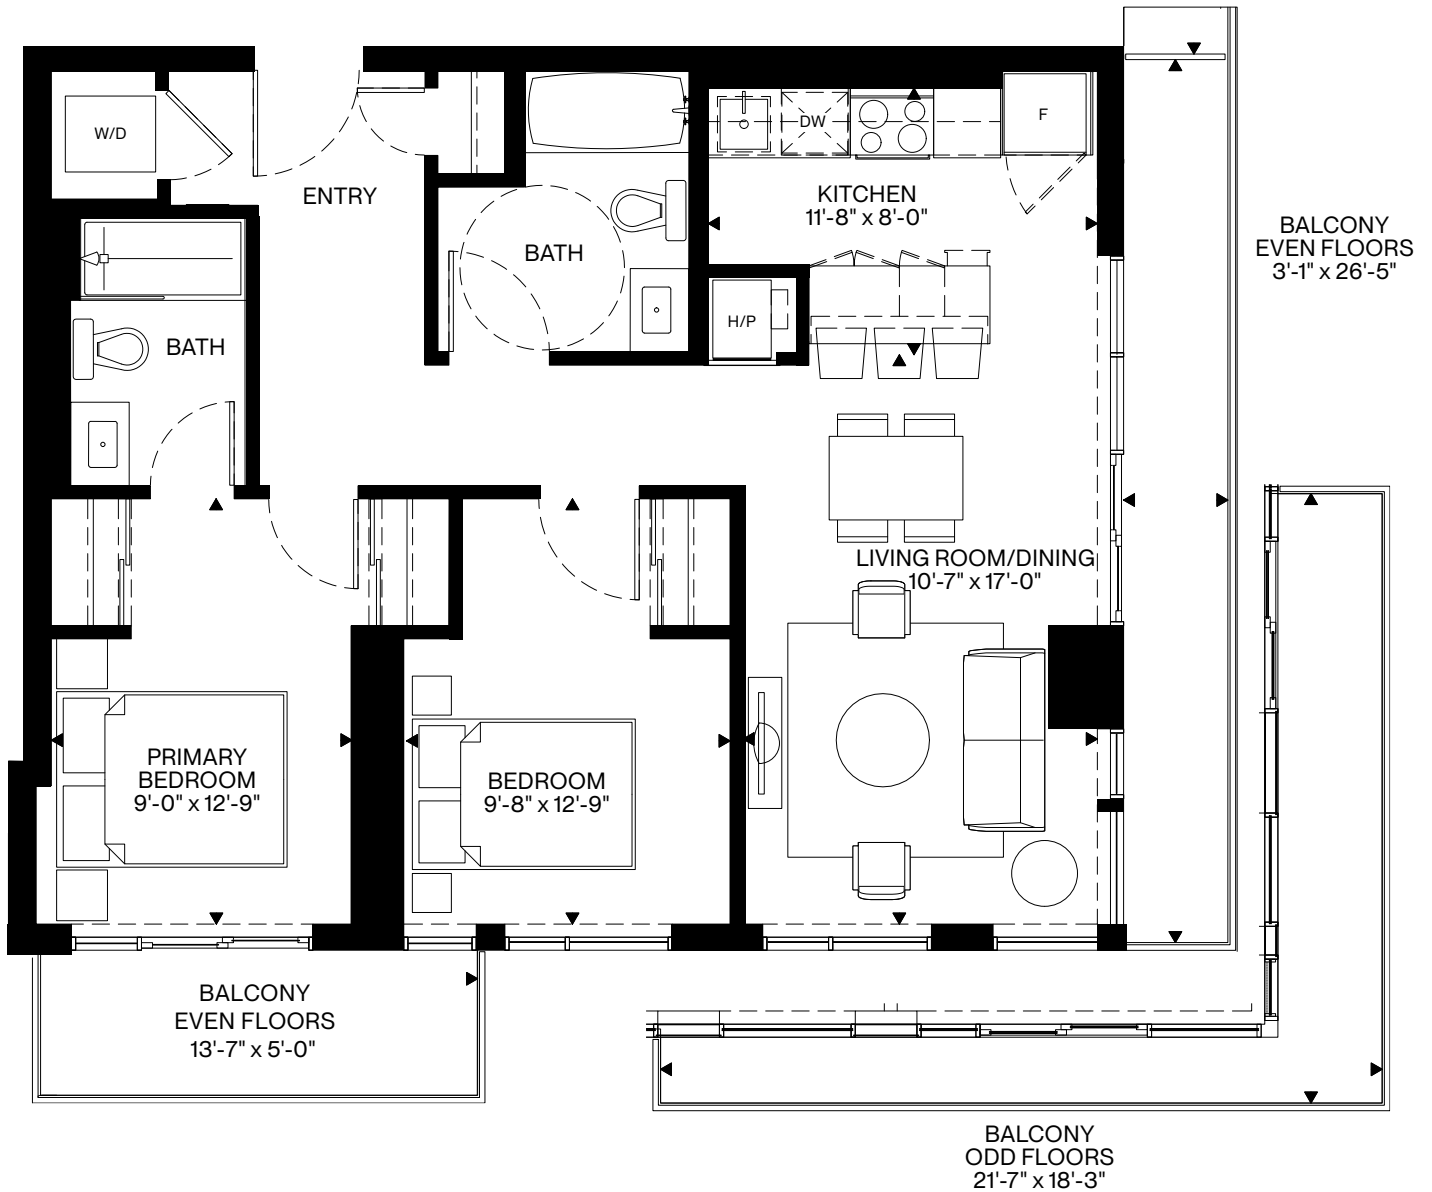 W/D
DW
F
ENTRY
KITCHEN
11'-8" x 8'-0"
BATH
BALCONY
EVEN FLOORS
3'-1" x 26'-5"
H/P
BATH
LIVING ROOM/DINING
10'-7" x 17'-0"
PRIMARY
BEDROOM
9'-0" x 12'-9"
BEDROOM
9'-8" x 12'-9"
BALCONY
EVEN FLOORS
13'-7" x 5'-0"
BALCONY
ODD FLOORS
21'-7" x 18'-3"